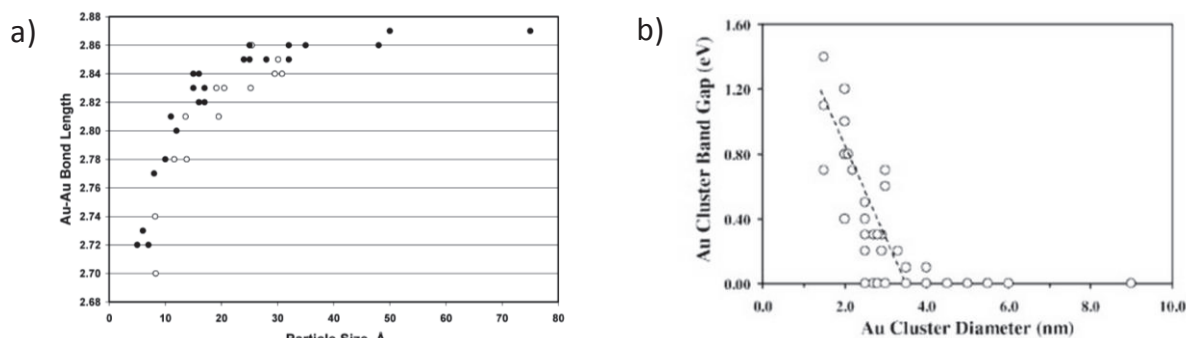 a)
Au-Au Bond Length
2.88
2.86
2.84
2.82
2.80
2.78
2.76
2.74
2.72
2.70
2.68
0 10 20 30 40 50 60 70 80
Particle Size, Å
b)
Au Cluster Band Gap (eV)
1.60
1.20
0.80
0.40
0.00
0.0 2.0 4.0 6.0 8.0 10.0
Au Cluster Diameter (nm)